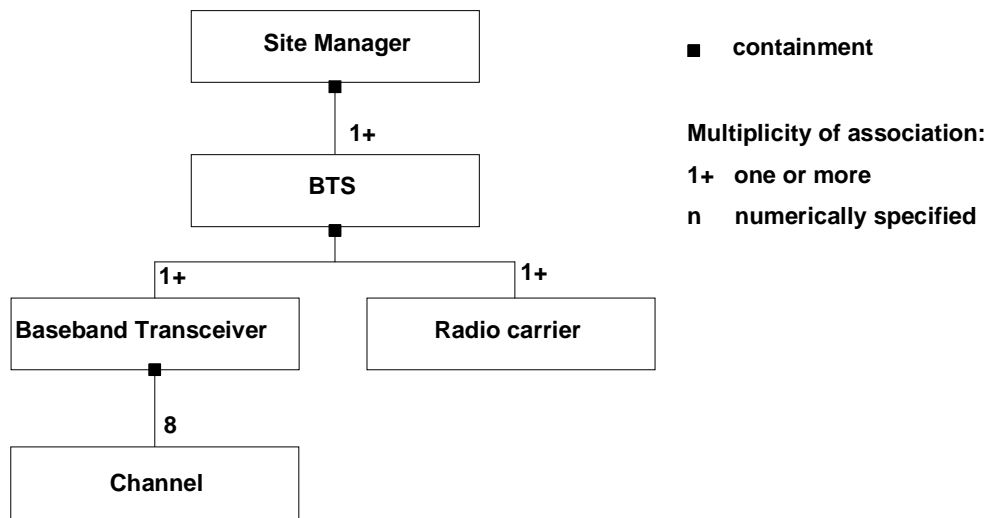 Site Manager
containment
1+
Multiplicity of association:
1+ one or more
BTS
n numerically specified
1+
1+
Baseband Transceiver
Radio carrier
8
Channel